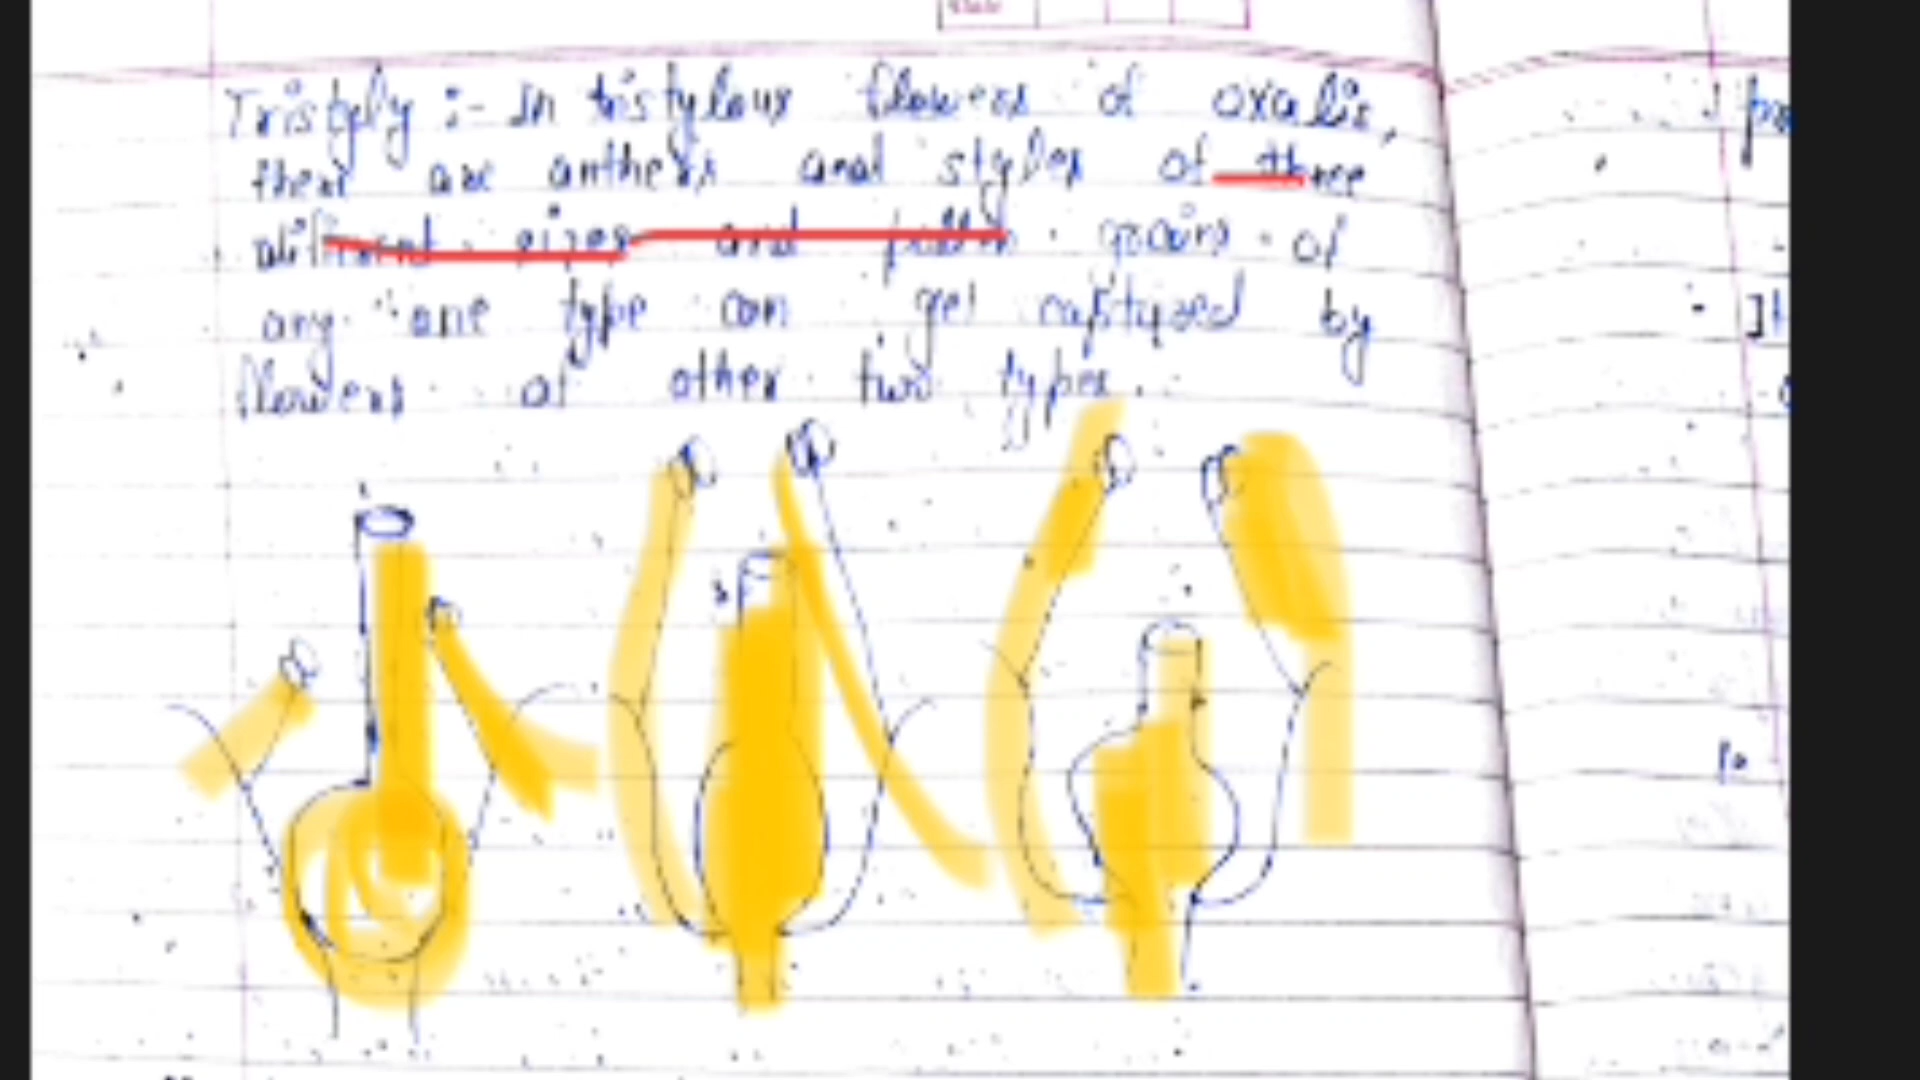 Tristyly :- In tristylous flowers of oxalis,
there are anthers and styles of three
different sizes and pollen grains of
any one type can get captured by
flowers of other two types.